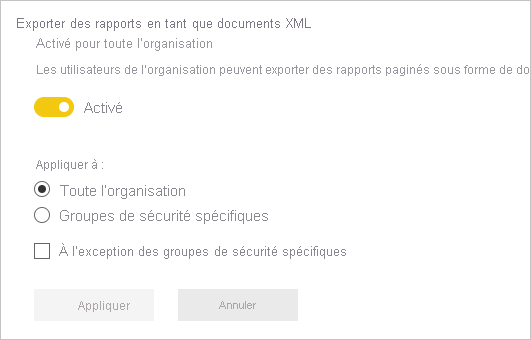 Exporter des rapports en tant que documents XML
Activé pour toute l'organisation
Les utilisateurs de l'organisation peuvent exporter des rapports paginés sous forme de do
Activé
Appliquer à :
Toute l'organisation
Groupes de sécurité spécifiques
À l'exception des groupes de sécurité spécifiques
Appliquer
Annuler